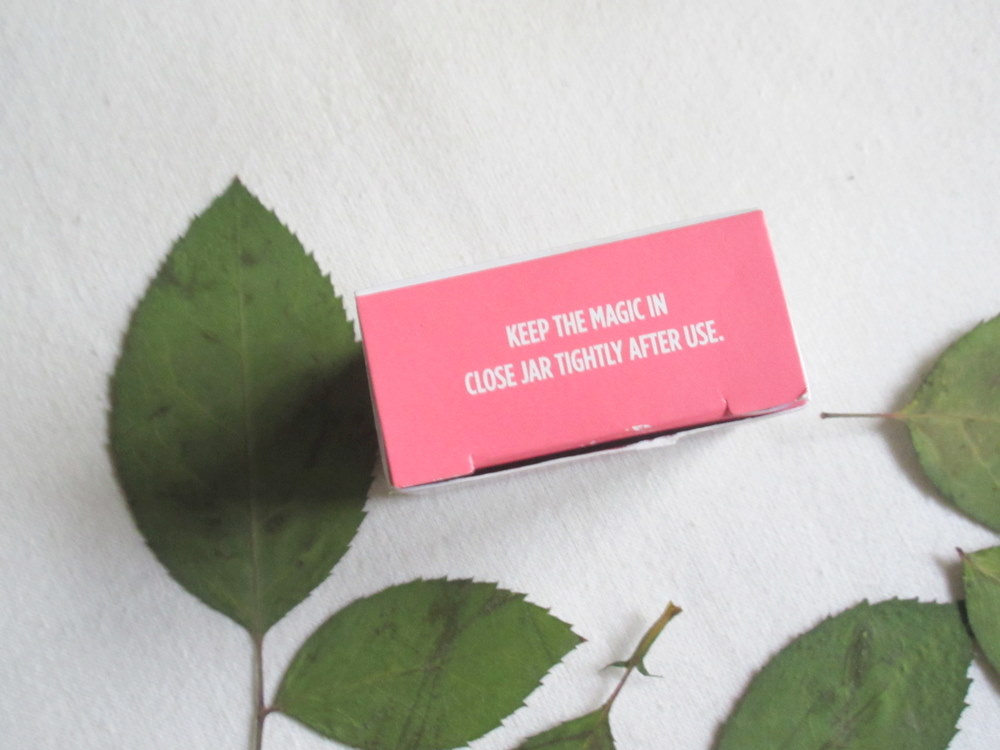 KEEP THE MAGIC IN
CLOSE JAR TIGHTLY AFTER USE.